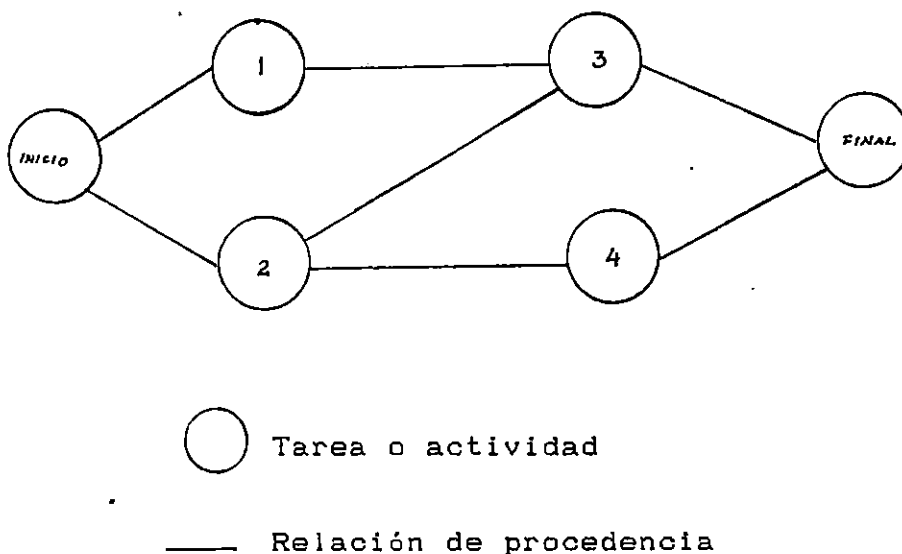 1
3
INICIO
FINAL
2
4
Tarea o actividad
Relación de procedencia